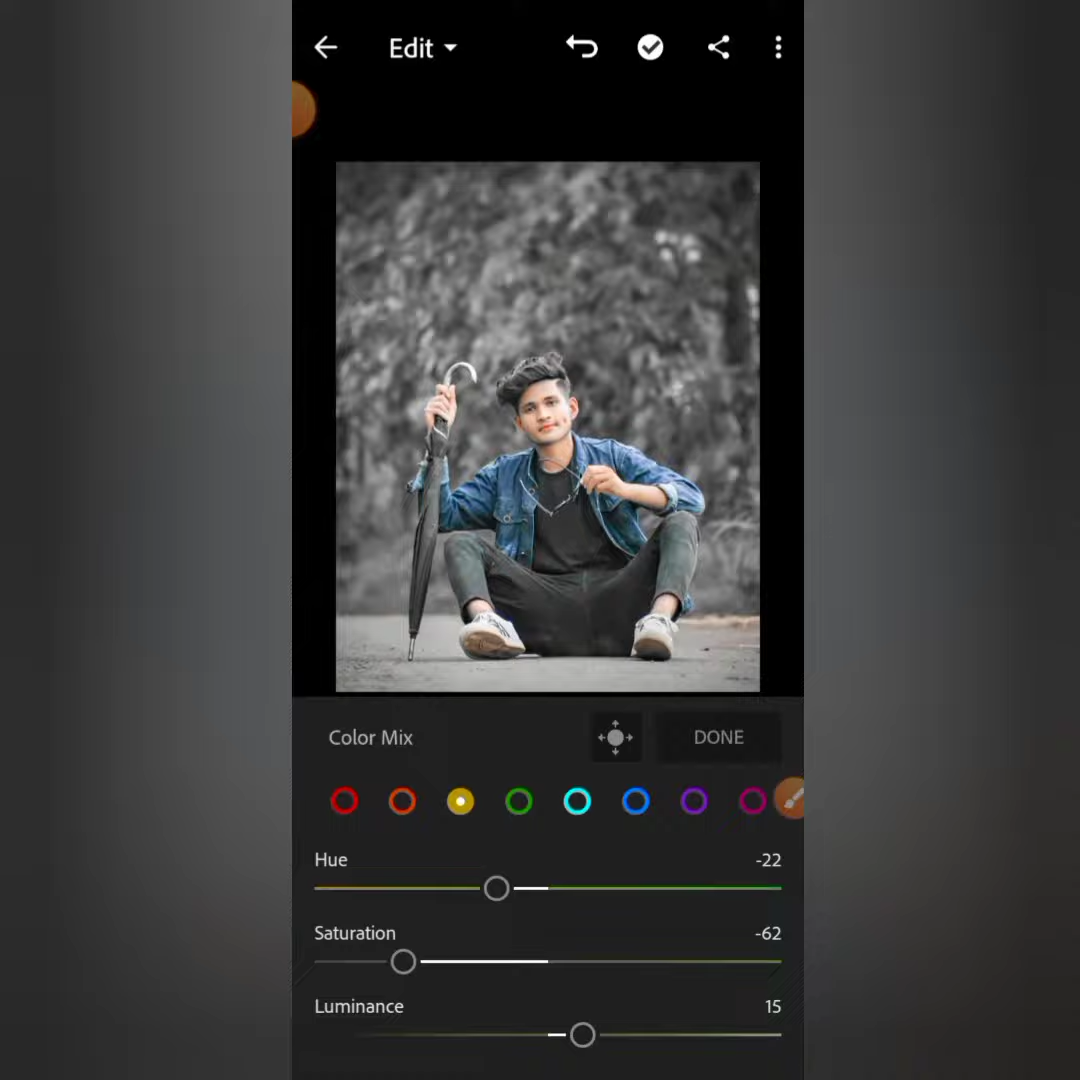 Edit
Color Mix
DONE
Hue -22
Saturation -62
Luminance 15